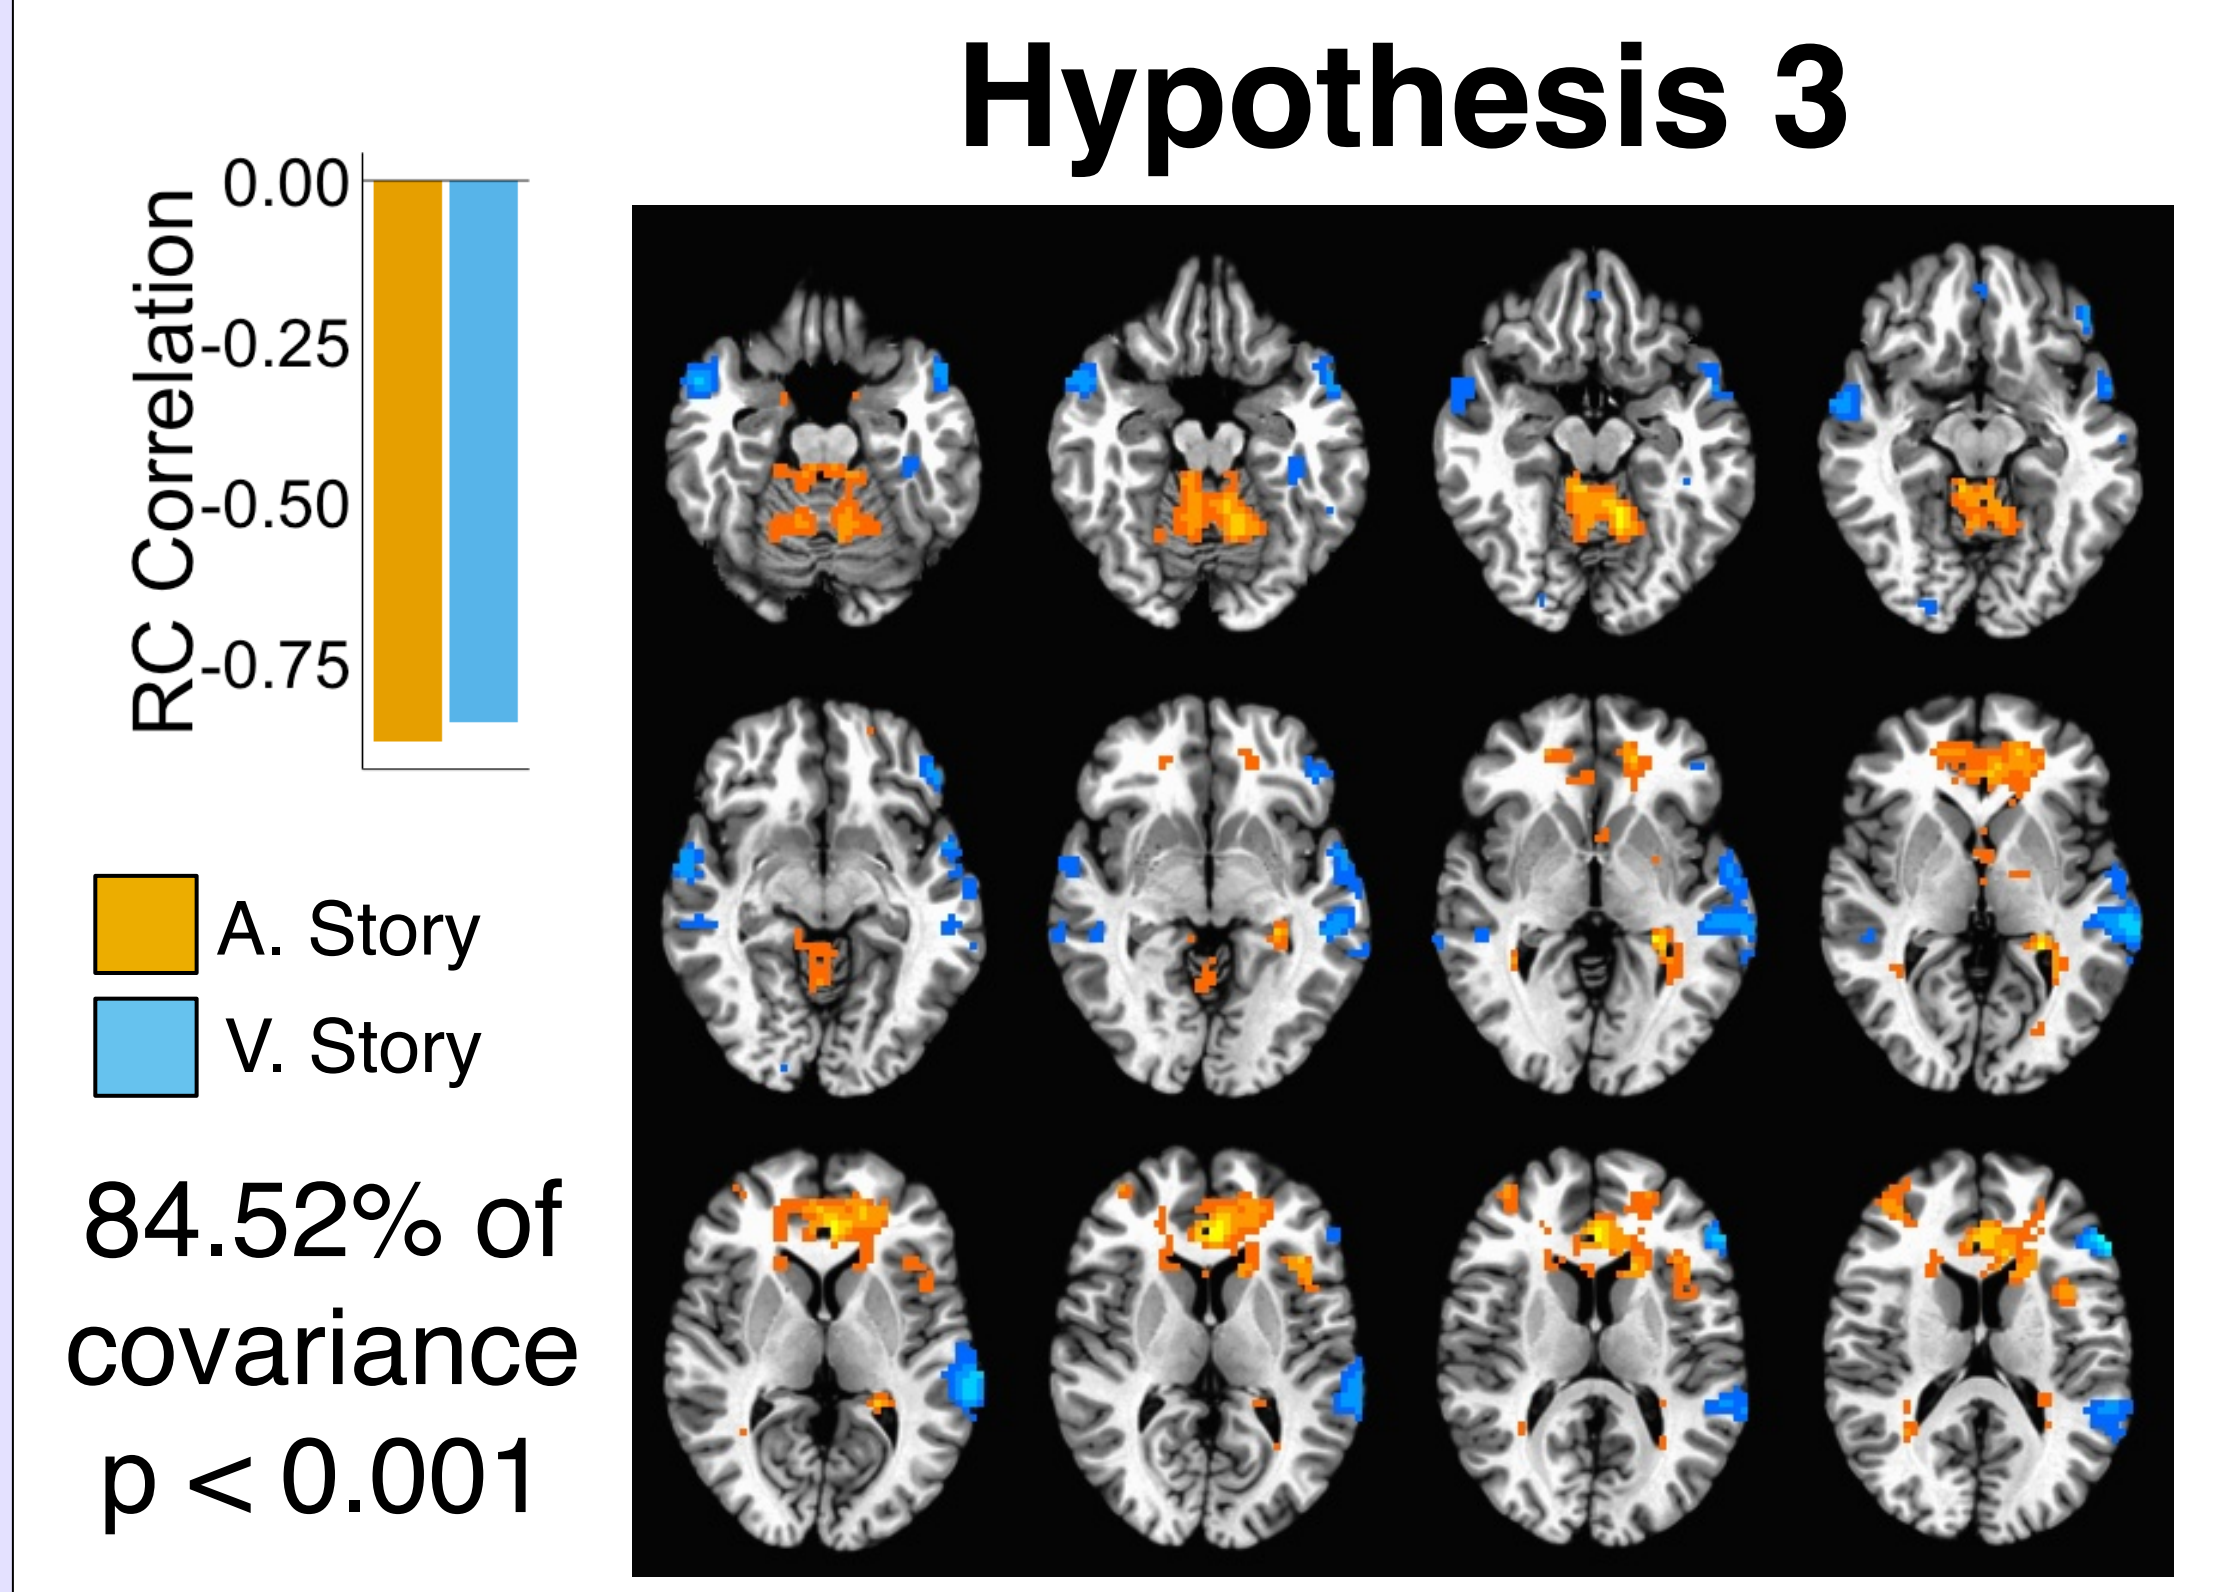 Hypothesis 3
RC Correlation
0.00
-0.25
-0.50
-0.75
A. Story
V. Story
84.52% of
covariance
p < 0.001